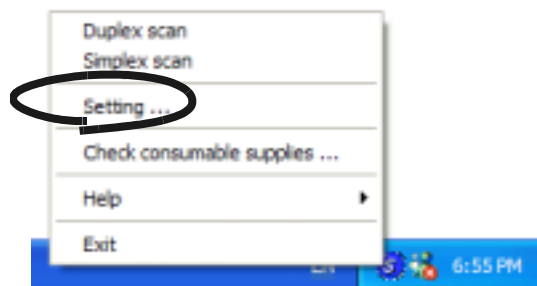 Duplex scan
Simplex scan
Setting ...
Check consumable supplies ...
Help
Exit
S 6:55 PM